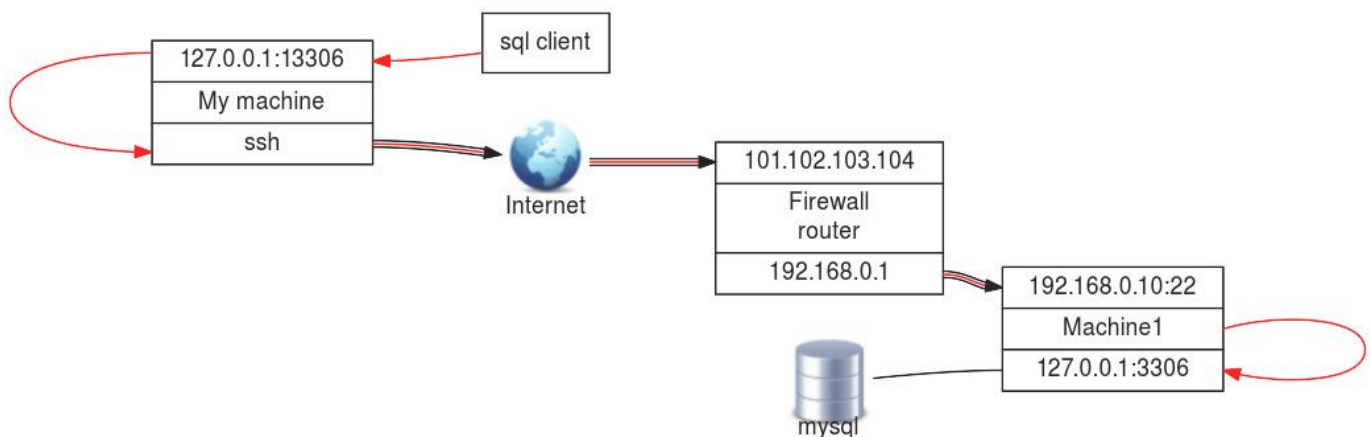 127.0.0.1:13306
My machine
ssh
sql client
Internet
101.102.103.104
Firewall
router
192.168.0.1
192.168.0.10:22
Machine1
127.0.0.1:3306
mysql